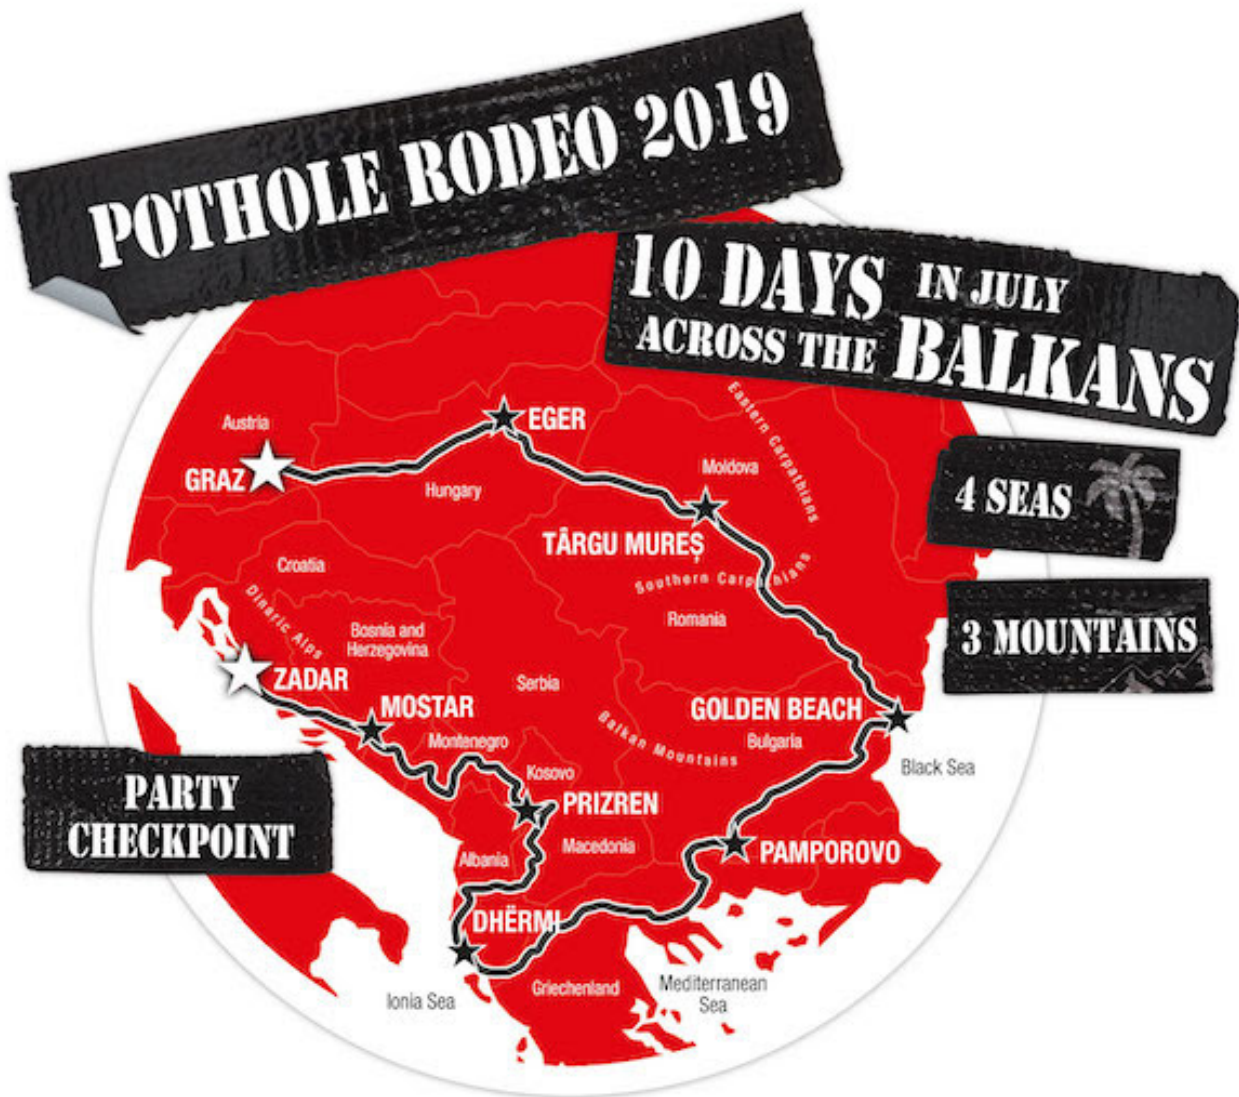 POTHOLE RODEO 2019
10 DAYS IN JULY
ACROSS THE BALKANS
4 SEAS
3 MOUNTAINS
PARTY
CHECKPOINT
Austria
GRAZ
EGER
Hungary
Eastern Carpathians
Moldova
TÂRGU MUREȘ
Southern Carpathians
Romania
Croatia
Dinaric Alps
Bosnia and
Herzegovina
ZADAR
Serbia
MOSTAR
GOLDEN BEACH
Balkan Mountains
Bulgaria
Montenegro
Black Sea
Kosovo
PRIZREN
Albania
Macedonia
PAMPOROVO
DHËRMI
Ionia Sea
Griechenland
Mediterranean
Sea